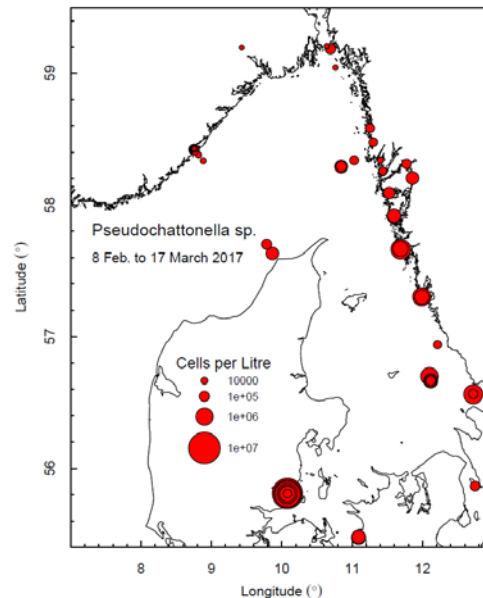 59
58
57
56
Latitude (°)
Pseudochattonella sp.
8 Feb. to 17 March 2017
Cells per Litre
10000
1e+05
1e+06
1e+07
8
9
10
11
12
Longitude (°)